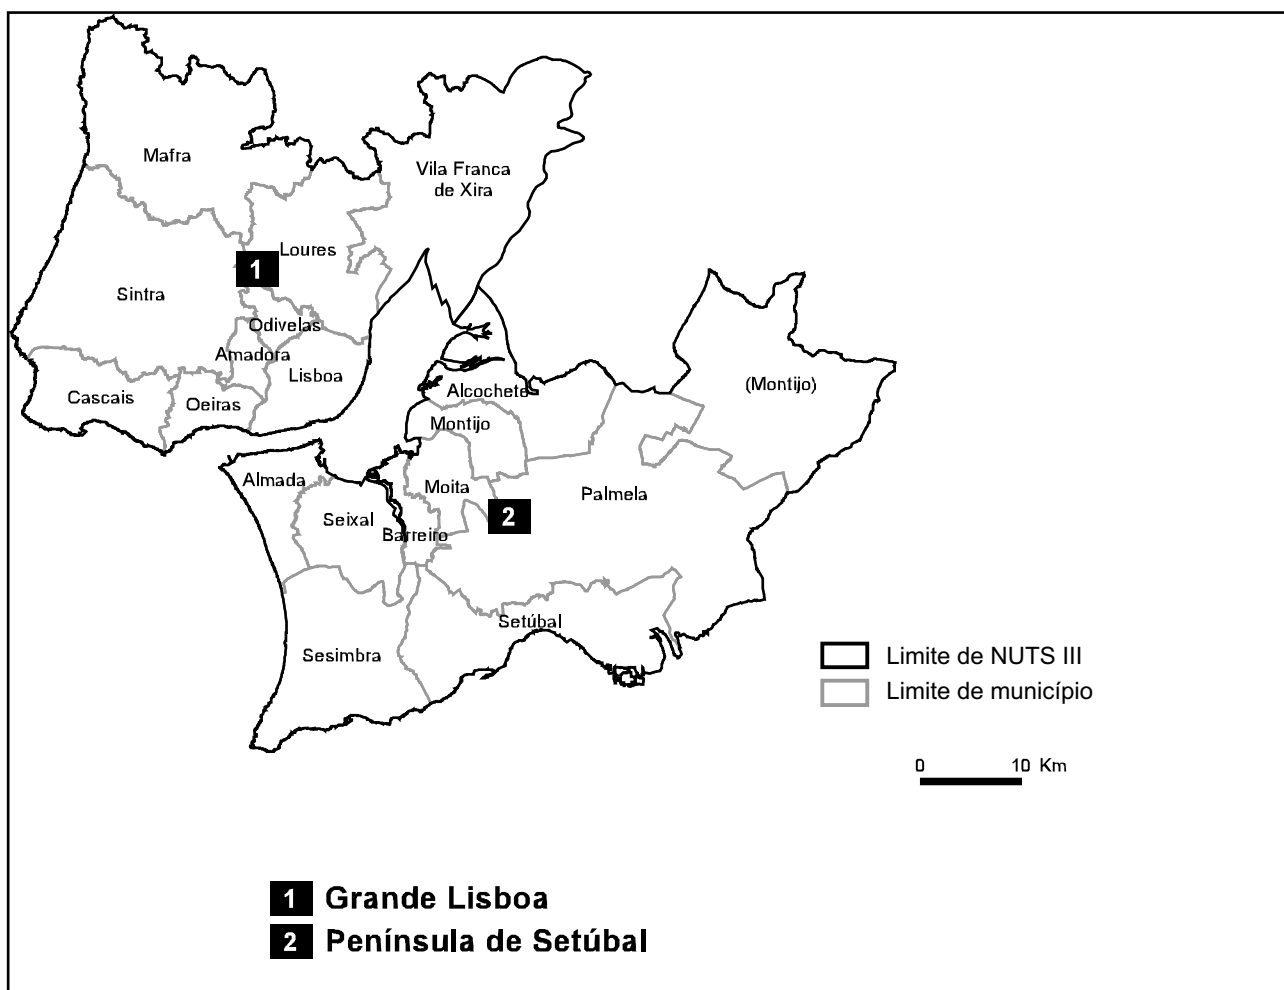 Mafra
Vila Franca
de Xira
Loures
1
Sintra
Odivelas
Amadora
Lisboa
Cascais
Oeiras
Alcochete
(Montijo)
Montijo
Almada
Moita
Palmela
Seixal
2
Barreiro
Setúbal
Sesimbra
Limite de NUTS III
Limite de município
0 10 Km
1 Grande Lisboa
2 Península de Setúbal